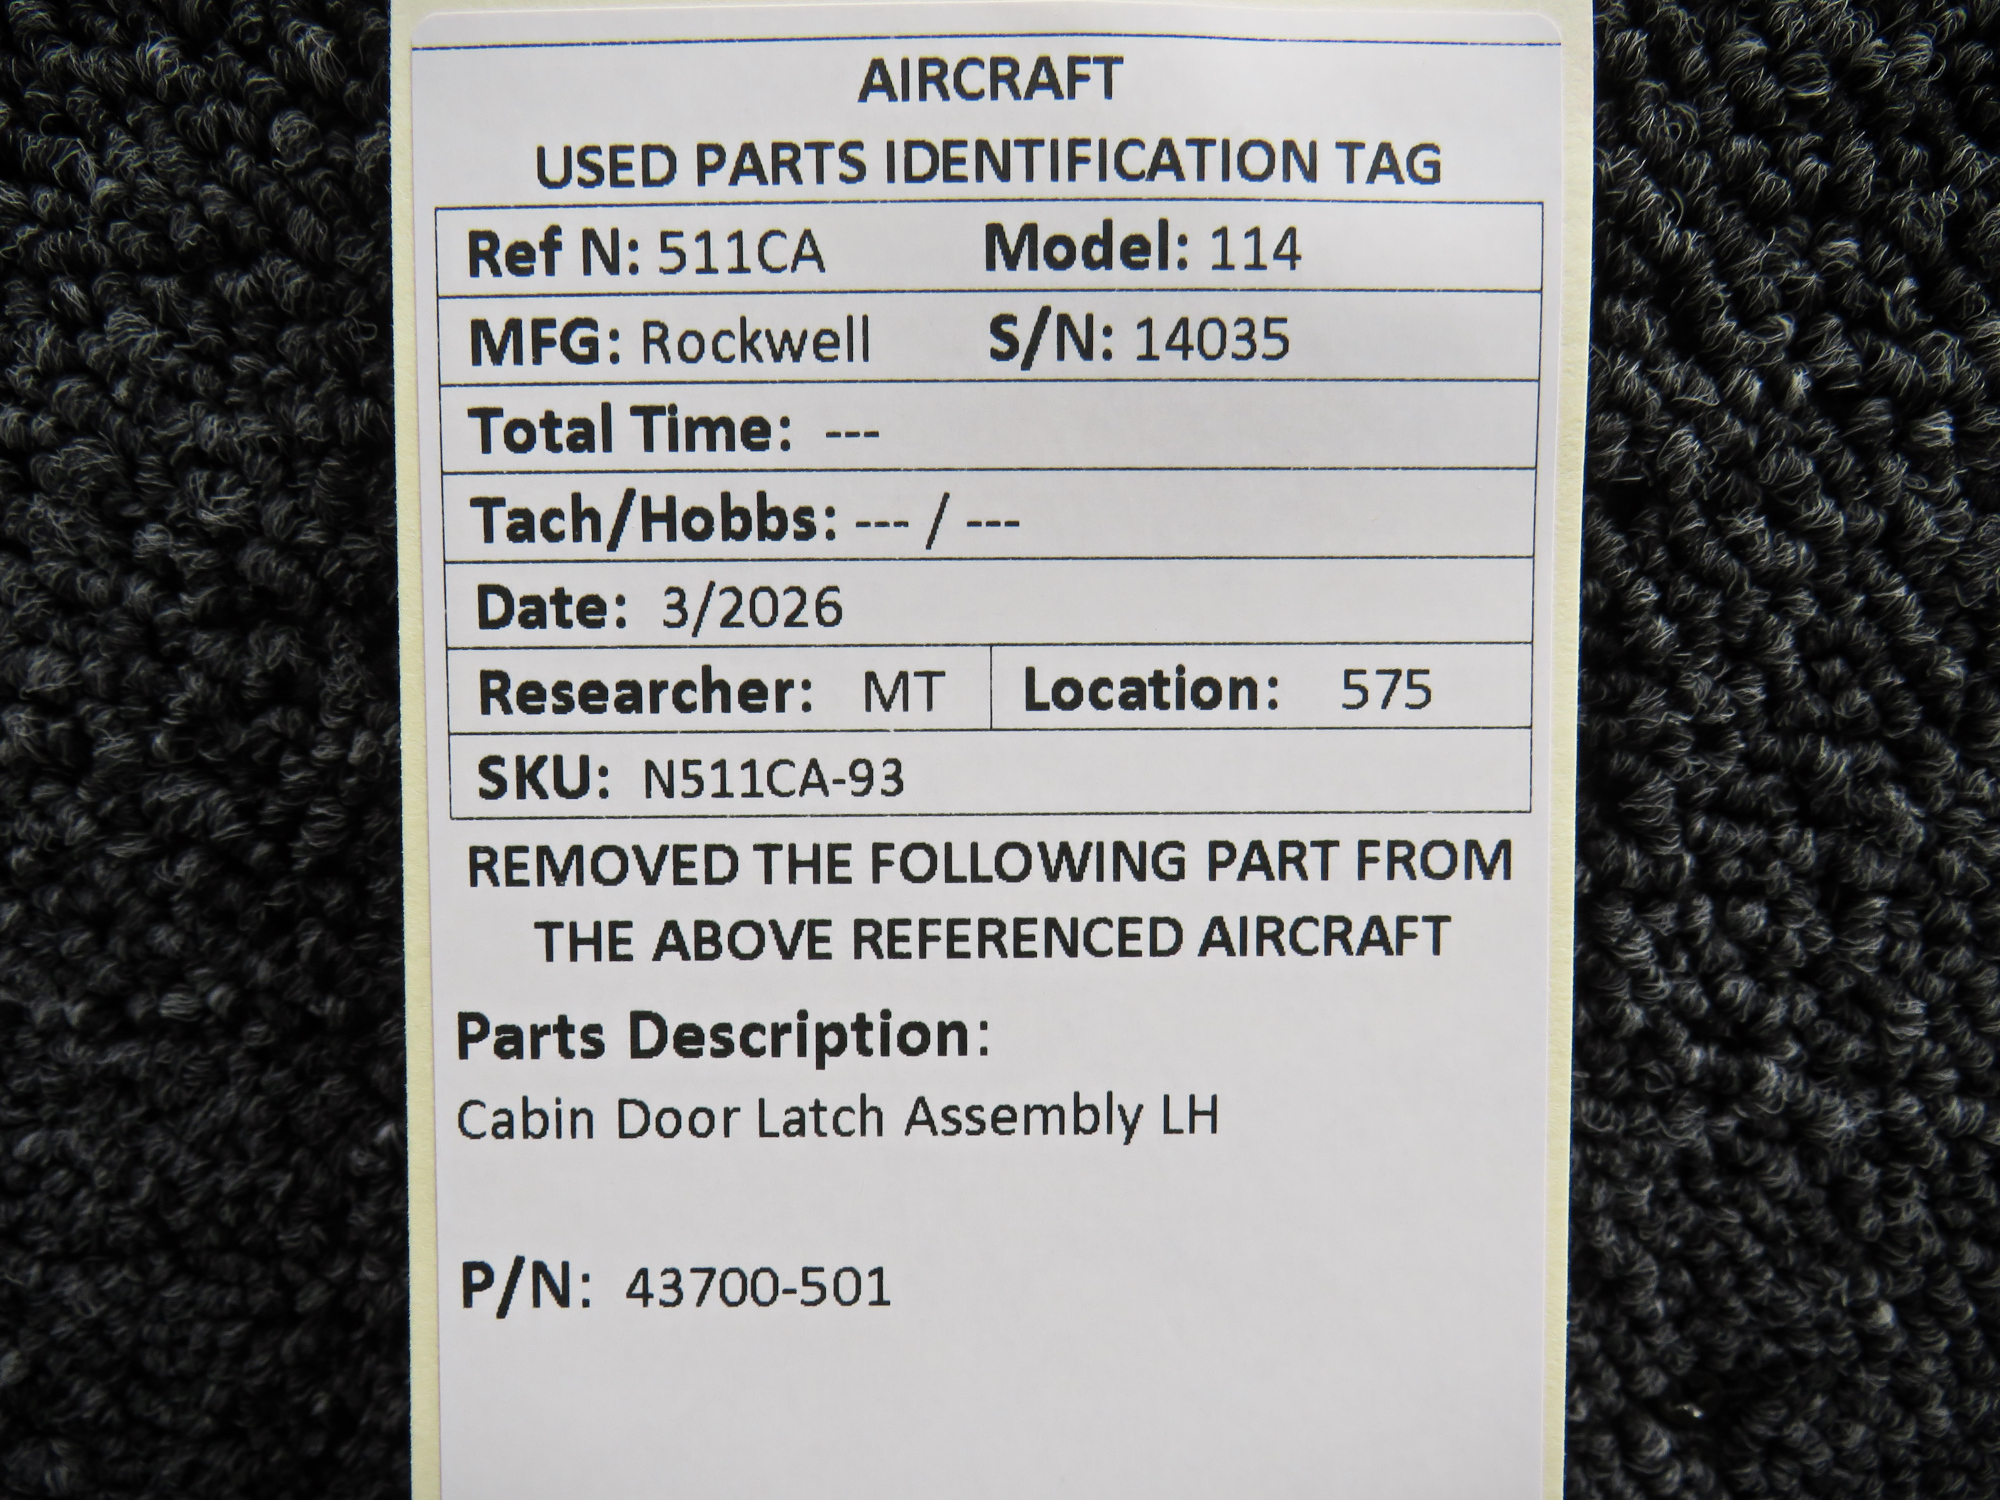 AIRCRAFT
USED PARTS IDENTIFICATION TAG
Ref N: 511CA Model: 114
MFG: Rockwell S/N: 14035
Total Time: ---
Tach/Hobbs: --- / ---
Date: 3/2026
Researcher: MT Location: 575
SKU: N511CA-93
REMOVED THE FOLLOWING PART FROM
THE ABOVE REFERENCED AIRCRAFT
Parts Description:
Cabin Door Latch Assembly LH
P/N: 43700-501